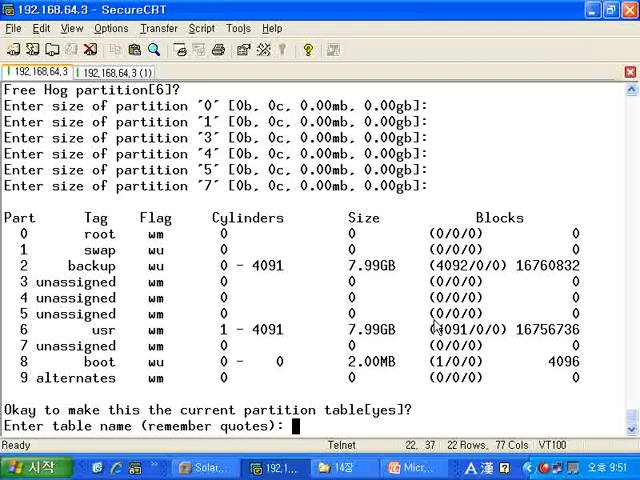 192.168.64.3 - SecureCRT
File Edit View Options Transfer Script Tools Help
192.168.64.3 192.168.64.3 (1)
Free Hog partition[6]?
Enter size of partition '0' [0b, 0c, 0.00mb, 0.00gb]:
Enter size of partition '1' [0b, 0c, 0.00mb, 0.00gb]:
Enter size of partition '3' [0b, 0c, 0.00mb, 0.00gb]:
Enter size of partition '4' [0b, 0c, 0.00mb, 0.00gb]:
Enter size of partition '5' [0b, 0c, 0.00mb, 0.00gb]:
Enter size of partition '7' [0b, 0c, 0.00mb, 0.00gb]:
Part Tag Flag Cylinders Size Blocks
0 root wm 0 0 (0/0/0) 0
1 swap wu 0 0 (0/0/0) 0
2 backup wu 0 - 4091 7.99GB (4092/0/0) 16760832
3 unassigned wm 0 0 (0/0/0) 0
4 unassigned wm 0 0 (0/0/0) 0
5 unassigned wm 0 0 (0/0/0) 0
6 usr wm 1 - 4091 7.99GB (4091/0/0) 16756736
7 unassigned wm 0 0 (0/0/0) 0
8 boot wu 0 - 0 2.00MB (1/0/0) 4096
9 alternates wm 0 0 (0/0/0) 0
Okay to make this the current partition table[yes]?
Enter table name (remember quotes):
Ready Telnet 22, 37 22 Rows, 77 Cols VT100
시작 Solar... 192,1... 14장 Micr... A 漢 오후 9:51